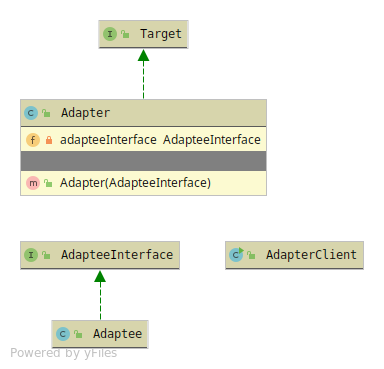 I Target
C Adapter
f adapteeInterface AdapteeInterface
m Adapter(AdapteeInterface)
I AdapteeInterface
C AdapterClient
C Adaptee
Powered by yFiles